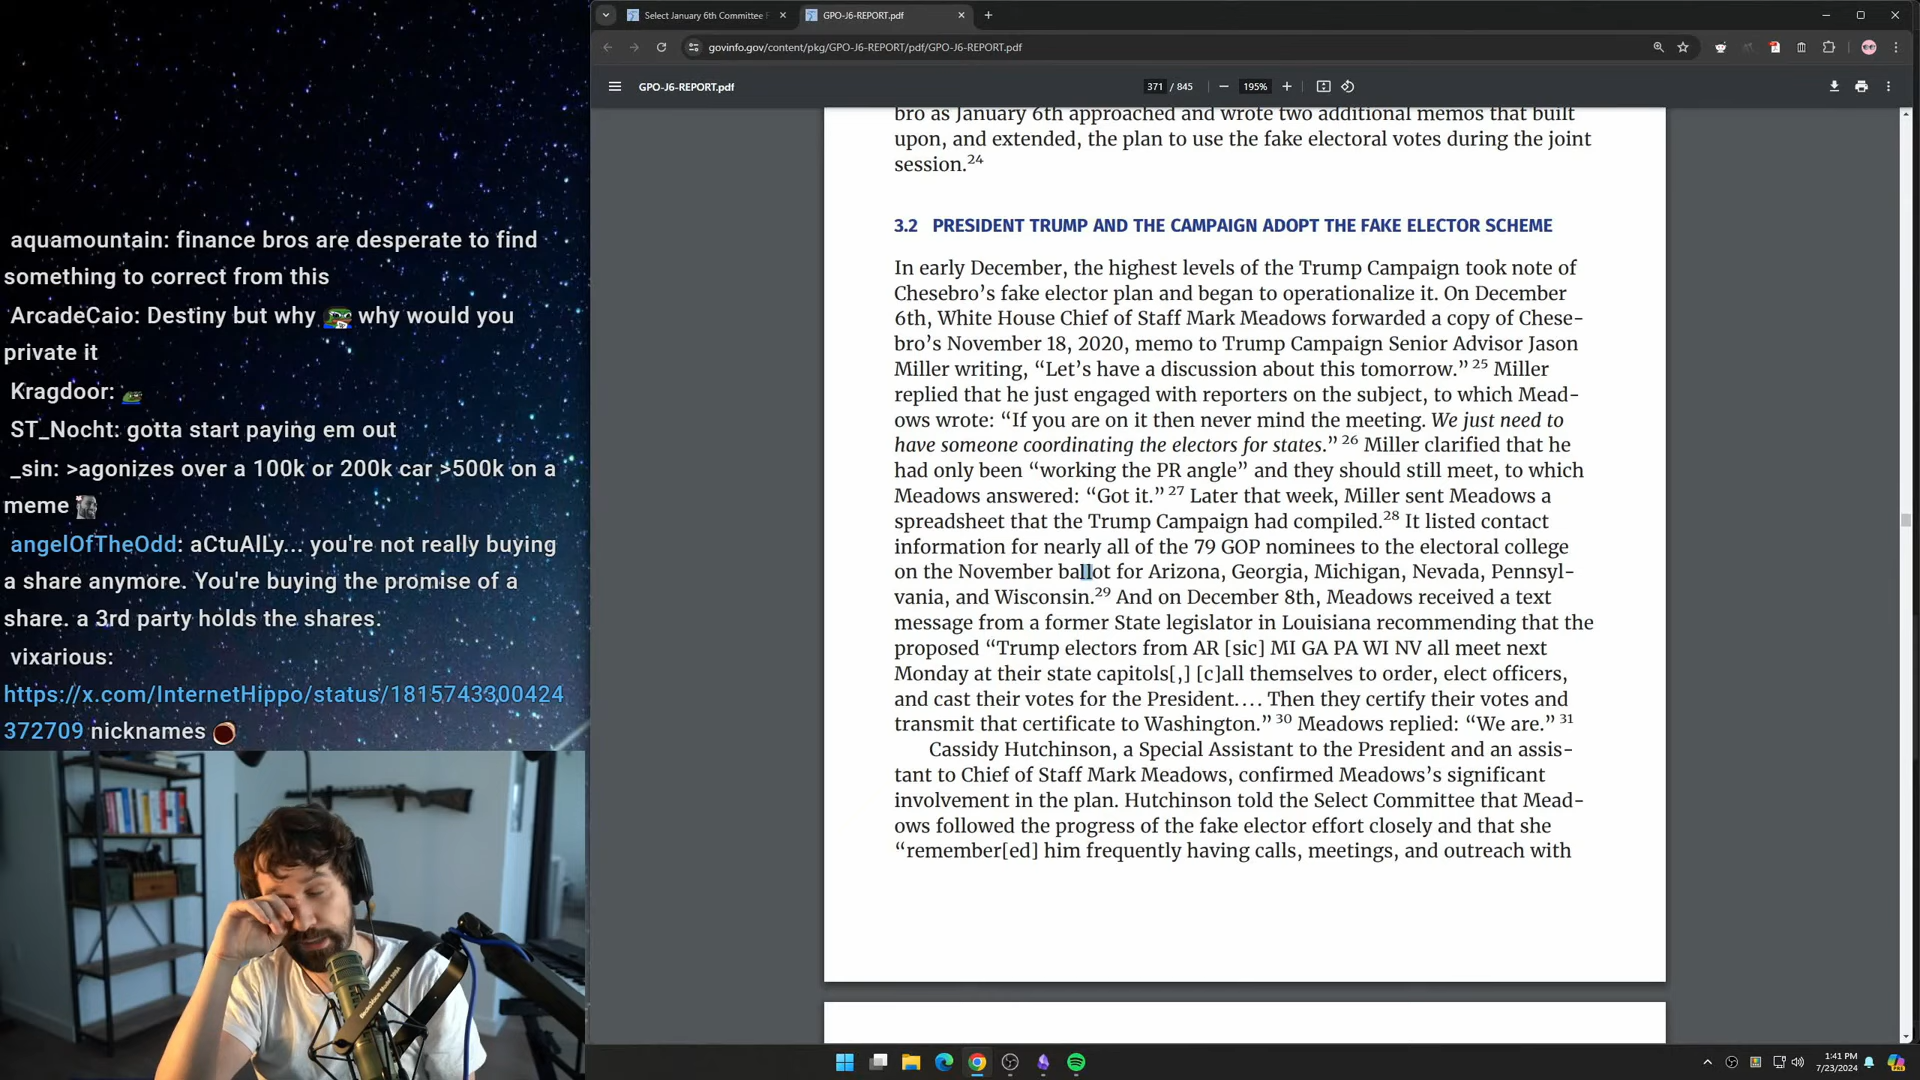 Select January 6th Committee F
GPO-J6-REPORT.pdf
govinfo.gov/content/pkg/GPO-J6-REPORT/pdf/GPO-J6-REPORT.pdf
GPO-J6-REPORT.pdf
371 / 845
195%
aquamountain: finance bros are desperate to find
something to correct from this
ArcadeCaio: Destiny but why why would you
private it
Kragdoor:
ST_Nocht: gotta start paying em out
_sin: >agonizes over a 100k or 200k car >500k on a
meme
angelOfTheOdd: aCtuAlLy... you're not really buying
a share anymore. You're buying the promise of a
share. a 3rd party holds the shares.
vixarious:
https://x.com/InternetHippo/status/1815743300424
372709 nicknames
bro as January 6th approached and wrote two additional memos that built
upon, and extended, the plan to use the fake electoral votes during the joint
session.24
3.2 PRESIDENT TRUMP AND THE CAMPAIGN ADOPT THE FAKE ELECTOR SCHEME
In early December, the highest levels of the Trump Campaign took note of
Chesebro’s fake elector plan and began to operationalize it. On December
6th, White House Chief of Staff Mark Meadows forwarded a copy of Chese-
bro’s November 18, 2020, memo to Trump Campaign Senior Advisor Jason
Miller writing, “Let’s have a discussion about this tomorrow.” 25 Miller
replied that he just engaged with reporters on the subject, to which Mead-
ows wrote: “If you are on it then never mind the meeting. We just need to
have someone coordinating the electors for states.” 26 Miller clarified that he
had only been “working the PR angle” and they should still meet, to which
Meadows answered: “Got it.” 27 Later that week, Miller sent Meadows a
spreadsheet that the Trump Campaign had compiled.28 It listed contact
information for nearly all of the 79 GOP nominees to the electoral college
on the November ballot for Arizona, Georgia, Michigan, Nevada, Pennsyl-
vania, and Wisconsin.29 And on December 8th, Meadows received a text
message from a former State legislator in Louisiana recommending that the
proposed “Trump electors from AR [sic] MI GA PA WI NV all meet next
Monday at their state capitols[,] [c]all themselves to order, elect officers,
and cast their votes for the President.... Then they certify their votes and
transmit that certificate to Washington.” 30 Meadows replied: “We are.” 31
Cassidy Hutchinson, a Special Assistant to the President and an assis-
tant to Chief of Staff Mark Meadows, confirmed Meadows’s significant
involvement in the plan. Hutchinson told the Select Committee that Mead-
ows followed the progress of the fake elector effort closely and that she
“remember[ed] him frequently having calls, meetings, and outreach with
1:41 PM
7/23/2024